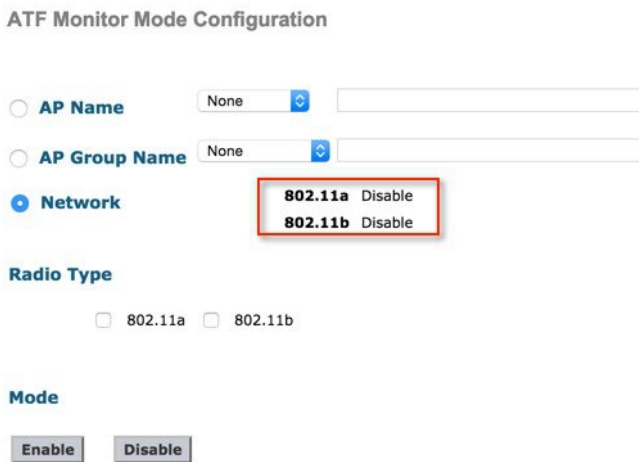 ATF Monitor Mode Configuration
AP Name None
AP Group Name None
Network 802.11a Disable
802.11b Disable
Radio Type
802.11a 802.11b
Mode
Enable Disable